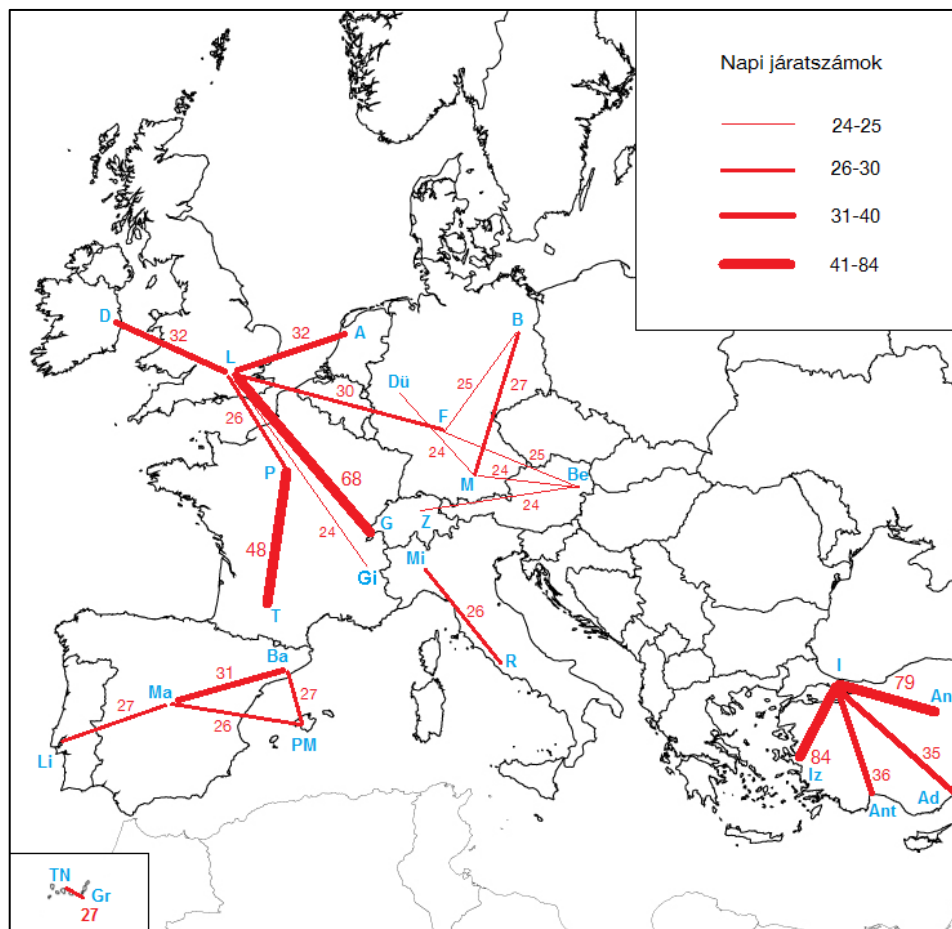 Napi járatszámok
24-25
26-30
31-40
41-84
D
32
L
32
A
B
Dü
25
27
30
F
26
24
25
P
M
24
Be
68
24
G
Z
48
24
Mi
Gi
T
26
Ba
R
31
I
Ma
27
79
An
27
26
PM
Li
84
35
Iz
36
Ant
Ad
TN
Gr
27